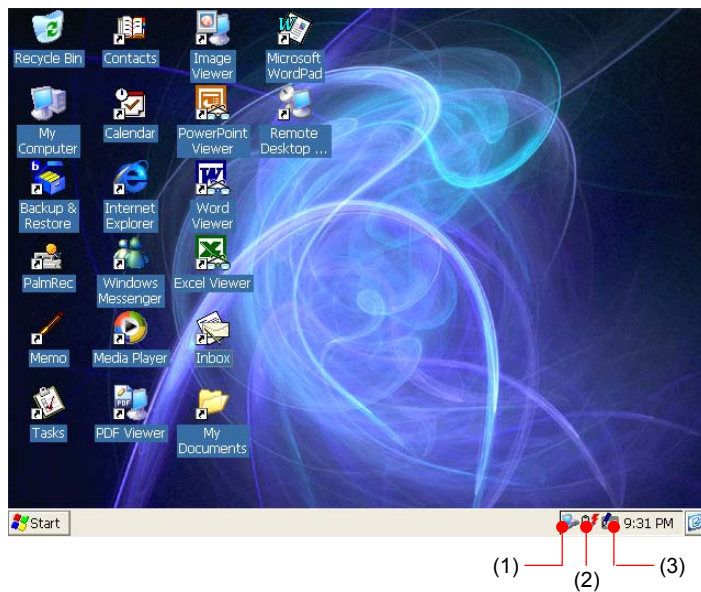 Recycle Bin
Contacts
Image
Viewer
Microsoft
WordPad
My
Computer
Calendar
PowerPoint
Viewer
Remote
Desktop ...
Backup &
Restore
Internet
Explorer
Word
Viewer
PalmRec
Windows
Messenger
Excel Viewer
Memo
Media Player
Inbox
Tasks
PDF Viewer
My
Documents
Start
9:31 PM
(1)
(2)
(3)